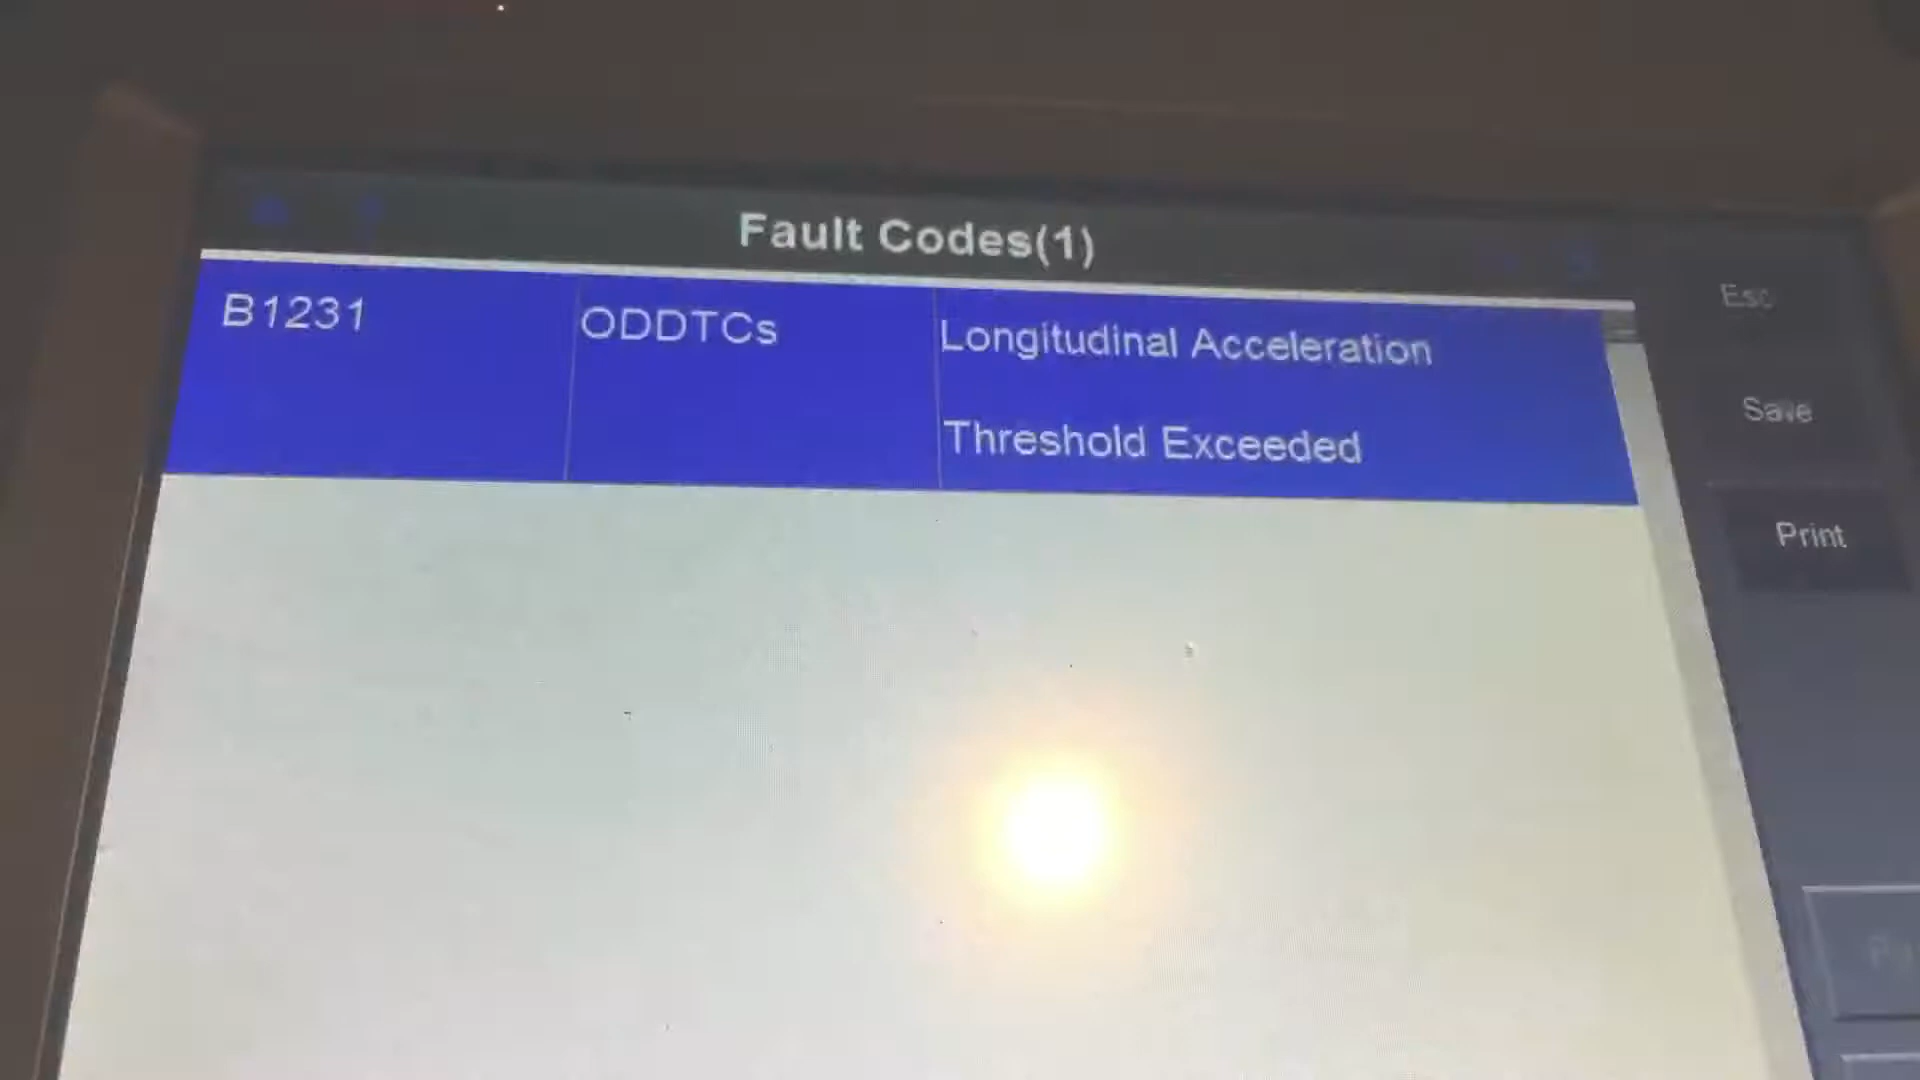 Fault Codes(1)
B1231 ODDTCs Longitudinal Acceleration
Threshold Exceeded
Esc
Save
Print